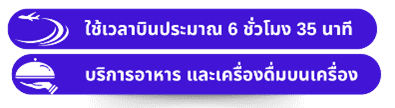 ใช้เวลาบินประมาณ 6 ชั่วโมง 35 นาที
บริการอาหาร และเครื่องดื่มบนเครื่อง